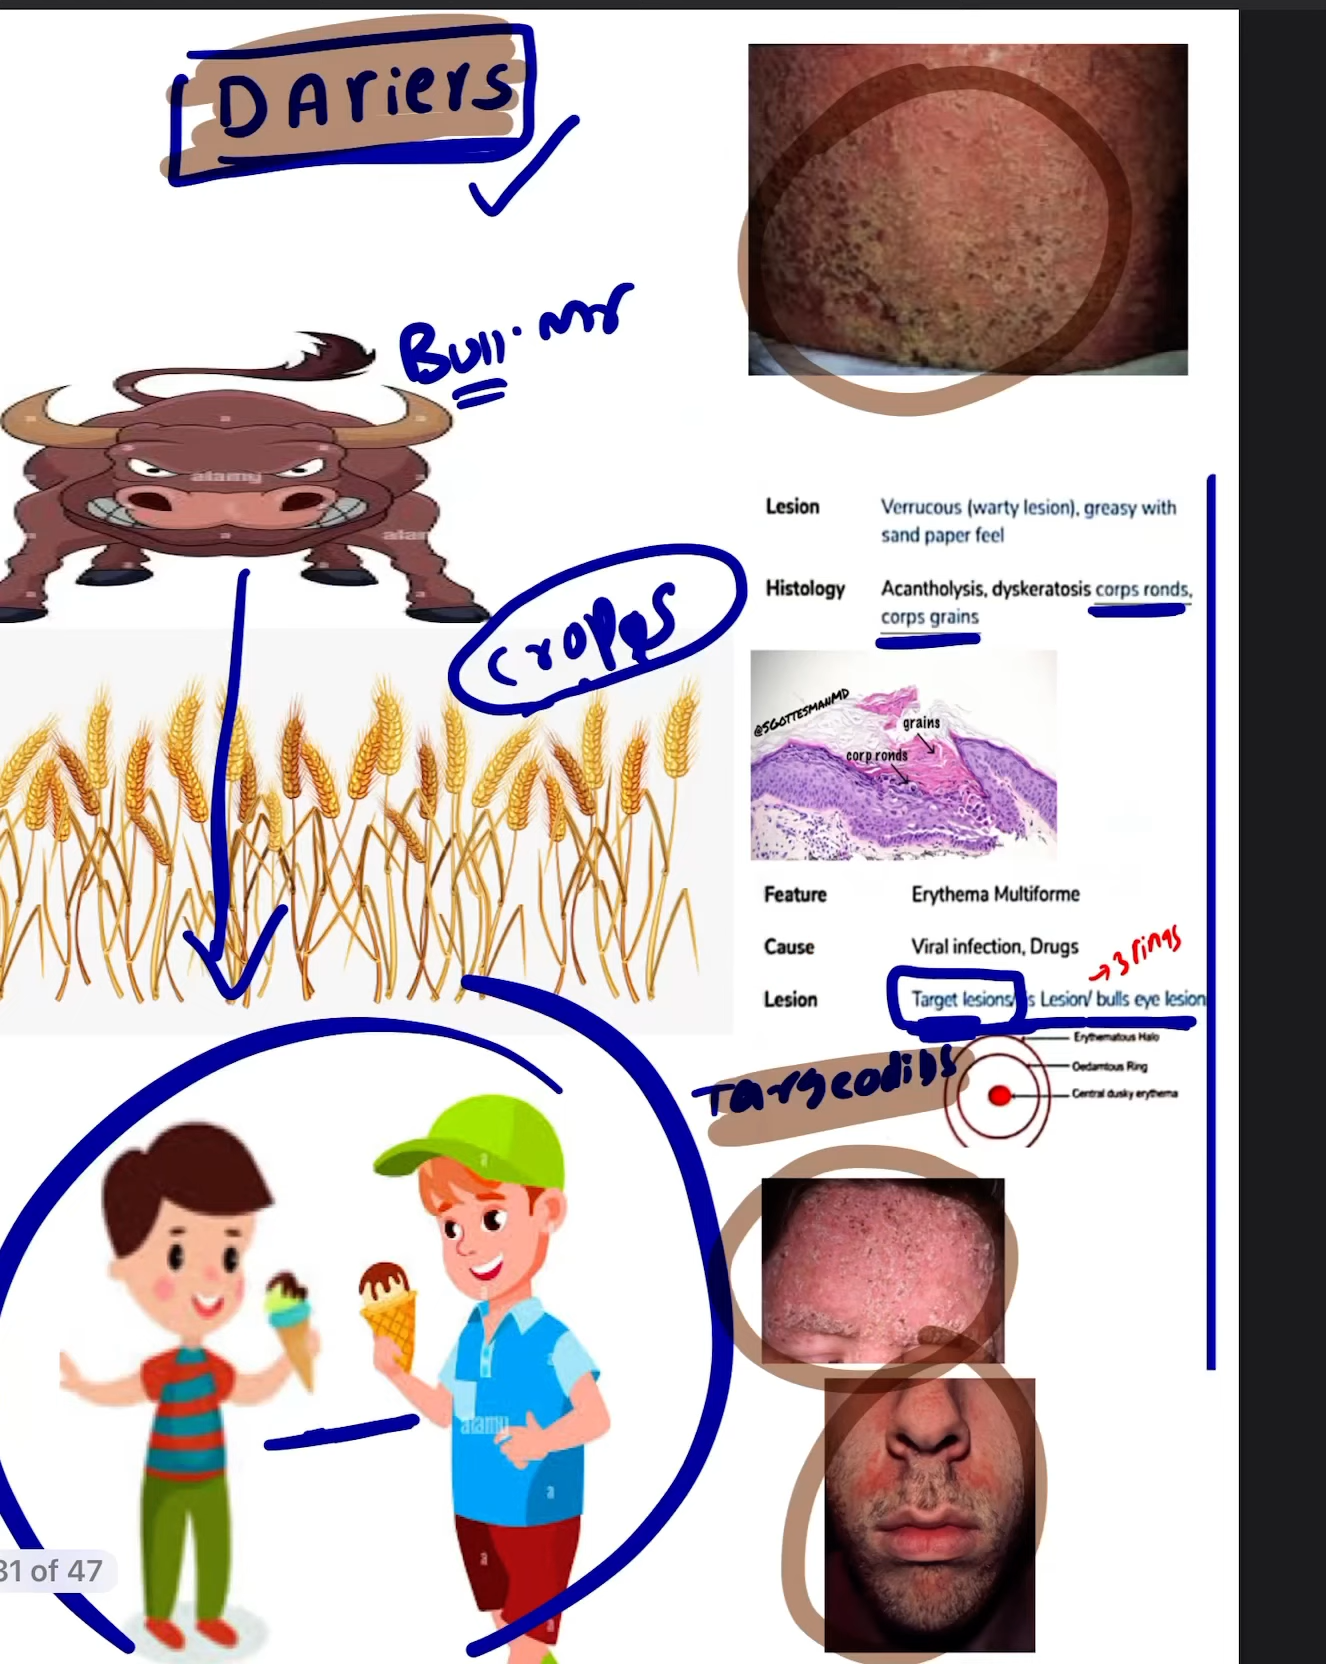 DAriers
Bull.
cropes
Lesion Verrucous (warty lesion), greasy with
sand paper feel
Histology Acantholysis, dyskeratosis corps ronds,
corps grains
@SGOTTESMANMD
grains
corp ronds
Feature Erythema Multiforme
Cause Viral infection, Drugs
→3 rings
Lesion Target lesions/ s Lesion/ bulls eye lesion
Erythematous Halo
Oedamtous Ring
Central dusky erythema
alamy
alamy
31 of 47